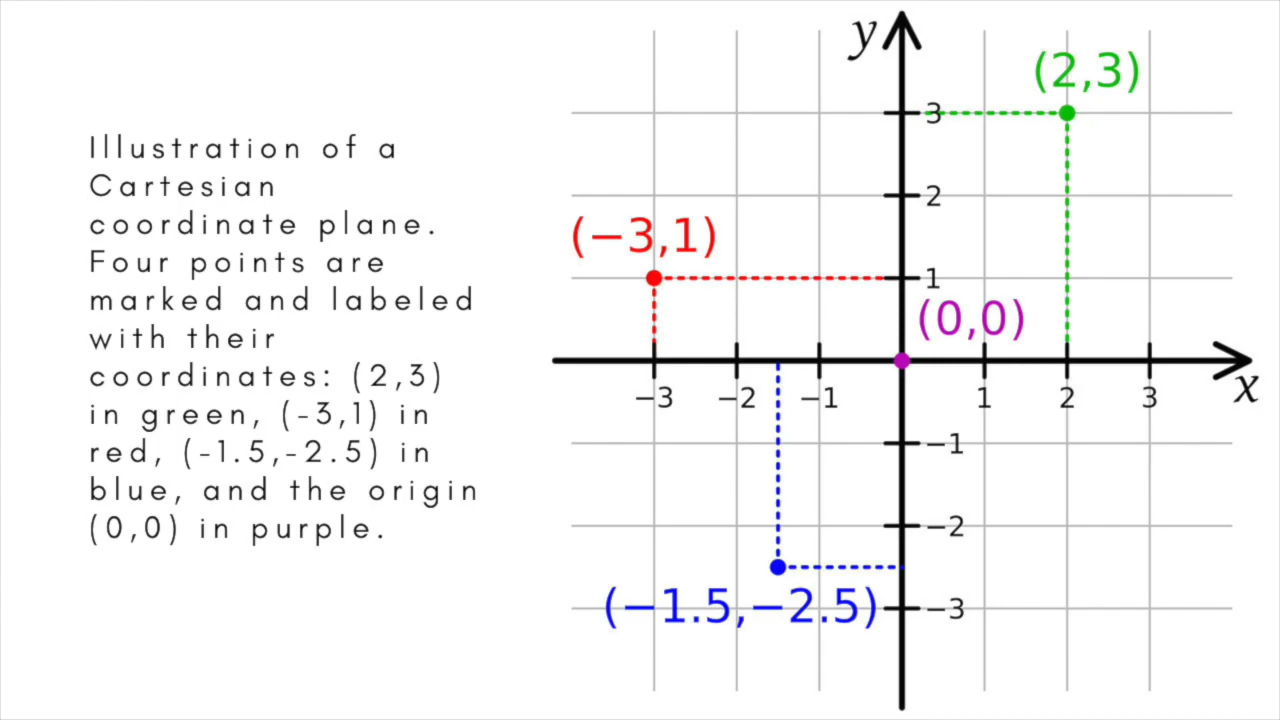 Illustration of a
Cartesian
coordinate plane.
Four points are
marked and labeled
with their
coordinates: (2,3)
in green, (-3,1) in
red, (-1.5,-2.5) in
blue, and the origin
(0,0) in purple.
y
(2,3)
3
2
(−3,1)
1
(0,0)
−3 −2 −1 1 2 3 x
−1
−2
(−1.5,−2.5) −3